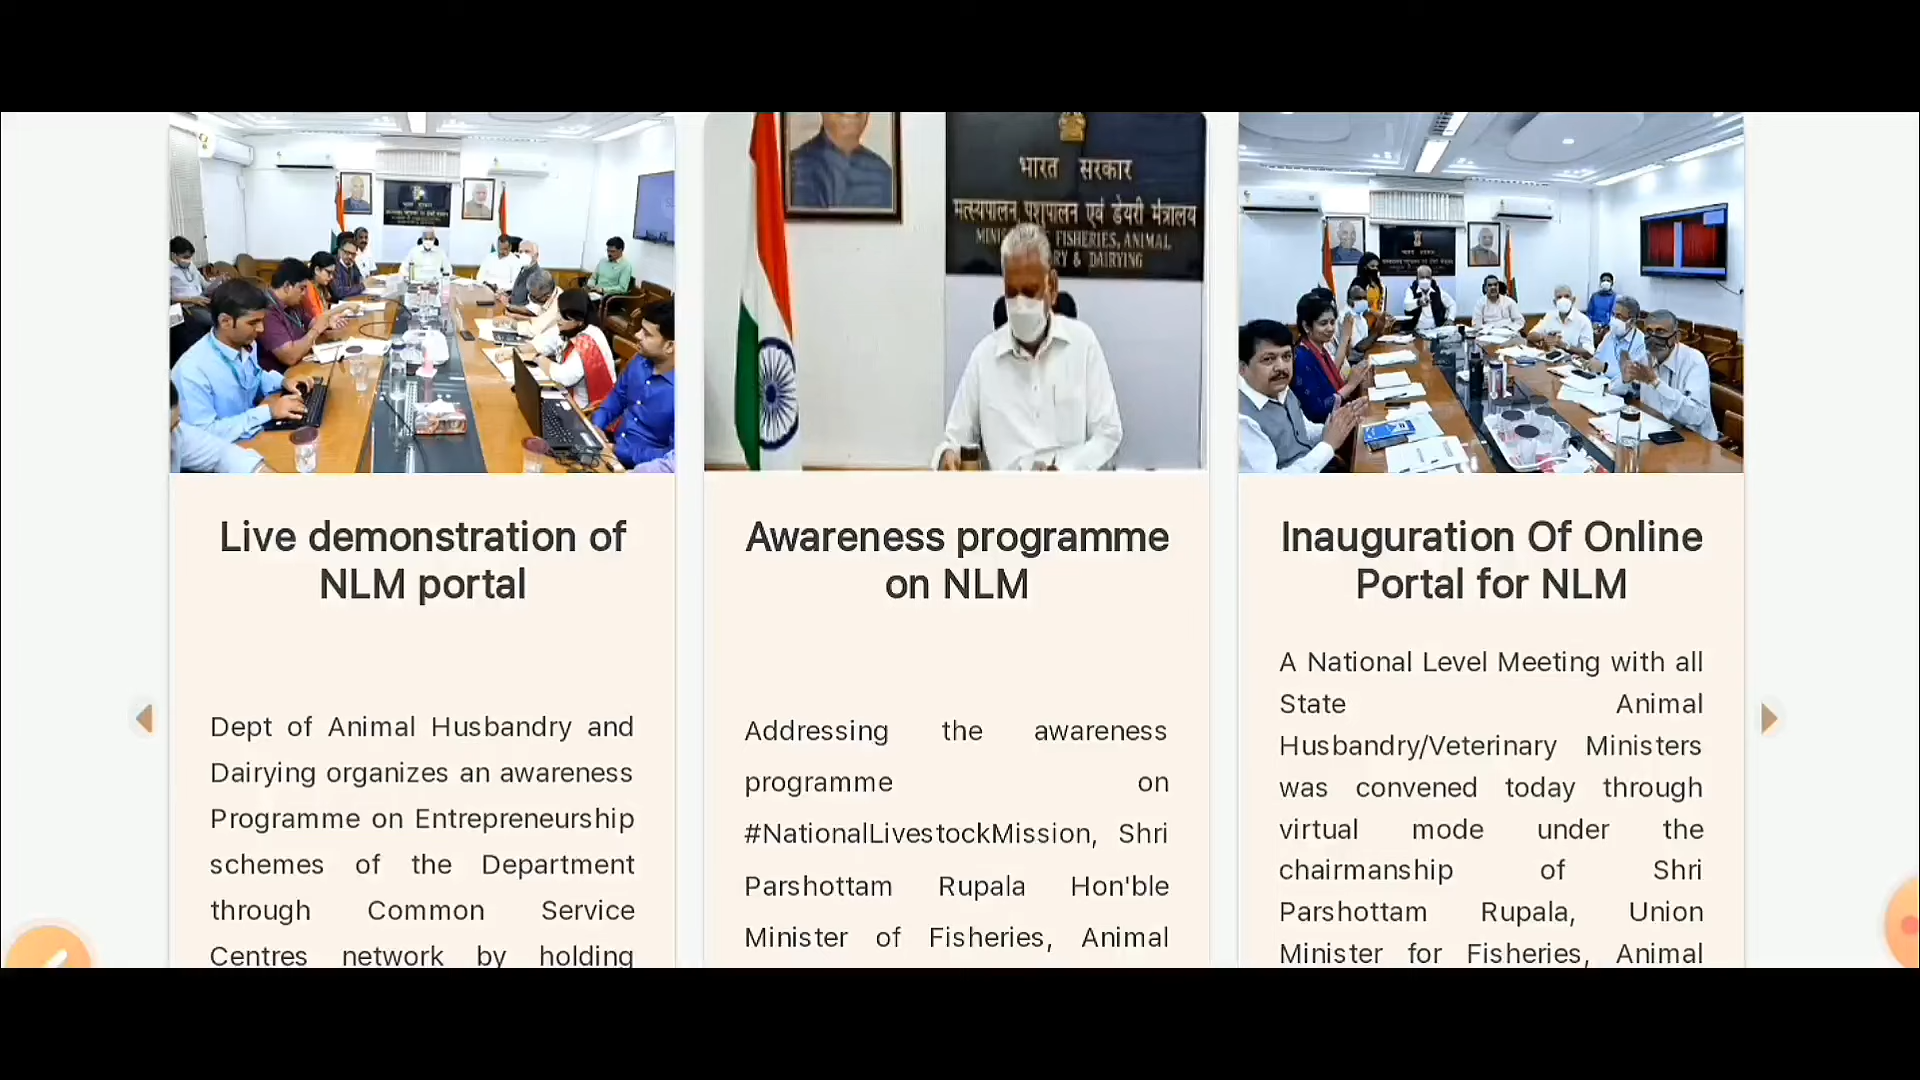 भारत सरकार
मत्स्यपालन, पशुपालन एवं डेयरी मंत्रालय
FISHERIES, ANIMAL
& DAIRYING
Live demonstration of
NLM portal
Dept of Animal Husbandry and
Dairying organizes an awareness
Programme on Entrepreneurship
schemes of the Department
through Common Service
Centres network by holding
Awareness programme
on NLM
Addressing the awareness
programme on
#NationalLivestockMission, Shri
Parshottam Rupala Hon'ble
Minister of Fisheries, Animal
Inauguration Of Online
Portal for NLM
A National Level Meeting with all
State Animal
Husbandry/Veterinary Ministers
was convened today through
virtual mode under the
chairmanship of Shri
Parshottam Rupala, Union
Minister for Fisheries, Animal